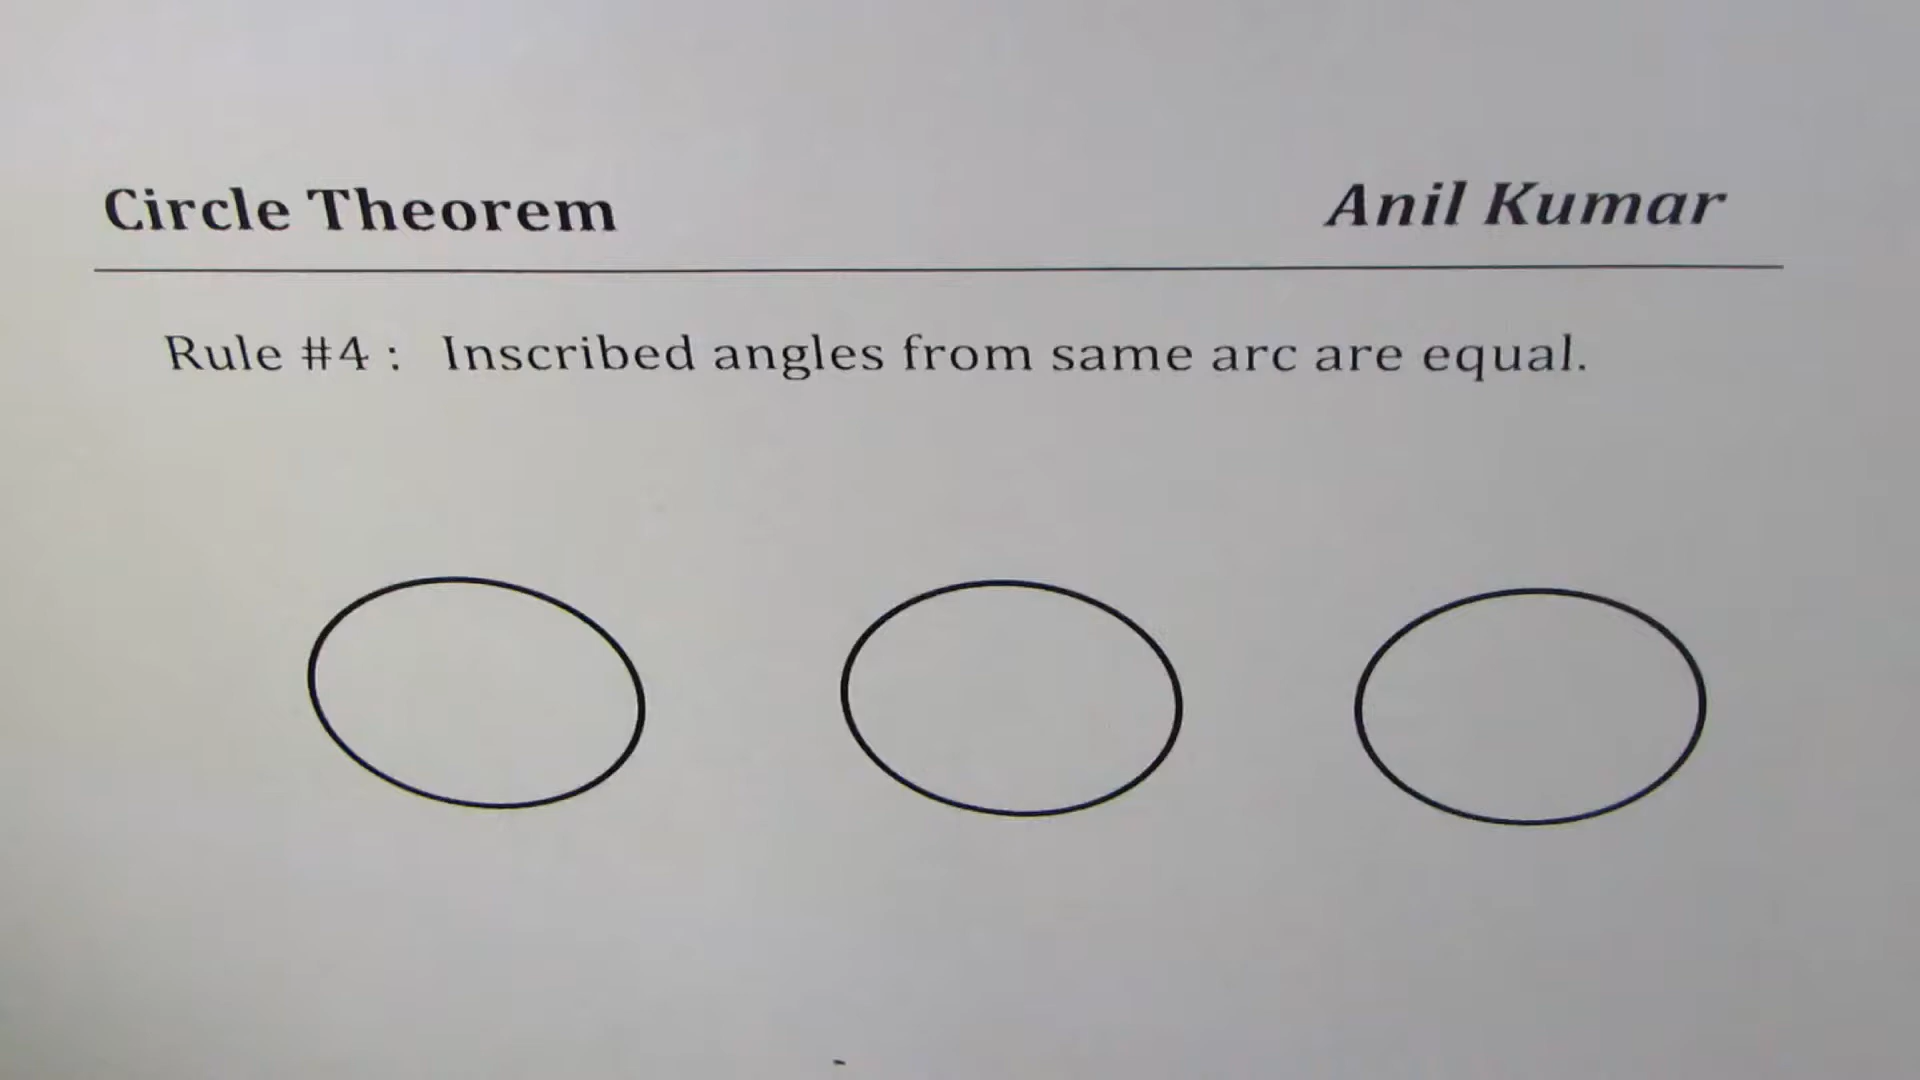 Circle Theorem Anil Kumar
Rule #4 : Inscribed angles from same arc are equal.